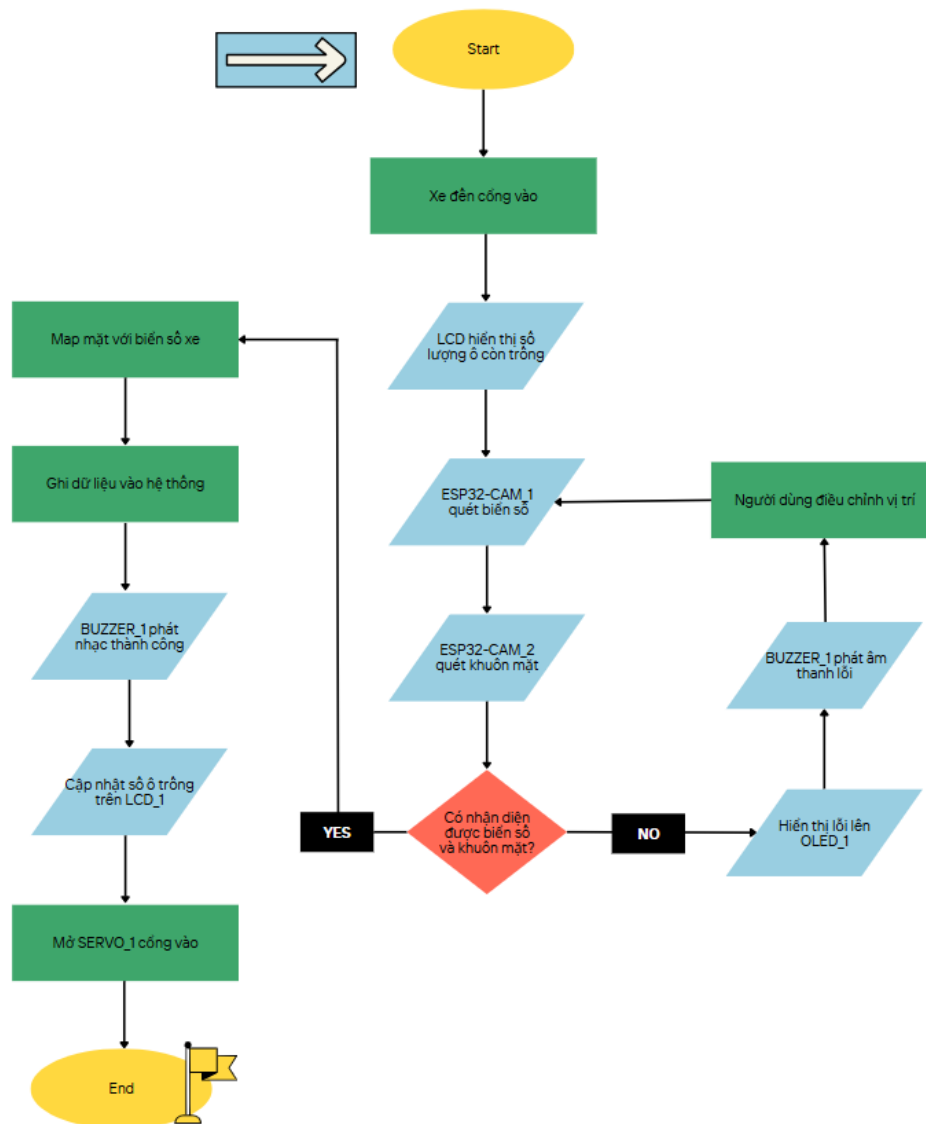 Start
Xe đến cổng vào
LCD hiển thị số
lượng ô còn trống
ESP32-CAM_1
quét biển số
ESP32-CAM_2
quét khuôn mặt
Có nhận diện
được biển số
và khuôn mặt?
YES
Map mặt với biển số xe
Ghi dữ liệu vào hệ thống
BUZZER_1 phát
nhạc thành công
Cập nhật số ô trống
trên LCD_1
Mở SERVO_1 cổng vào
End
NO
Hiển thị lỗi lên
OLED_1
BUZZER_1 phát âm
thanh lỗi
Người dùng điều chỉnh vị trí